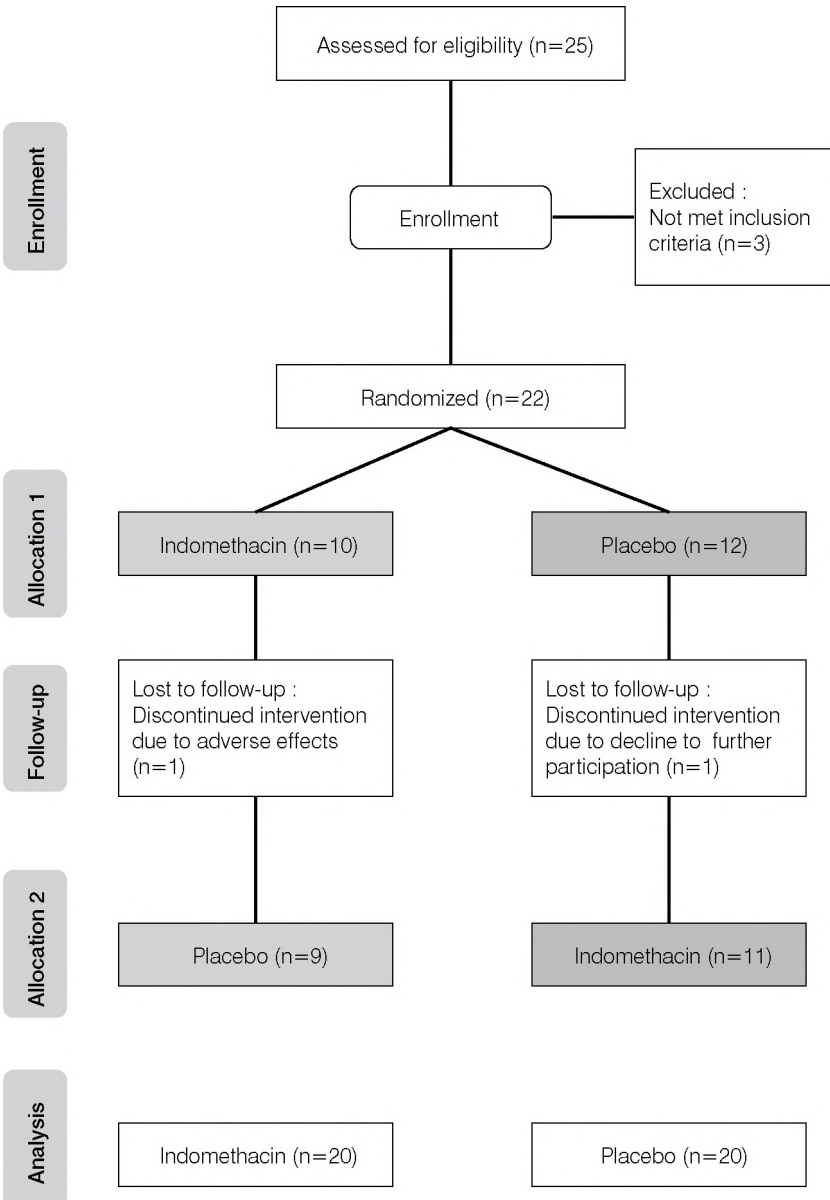 Assessed for eligibility (n=25)
Enrollment
Enrollment
Excluded :
Not met inclusion
criteria (n=3)
Randomized (n=22)
Allocation 1
Indomethacin (n=10)
Placebo (n=12)
Follow-up
Lost to follow-up :
Discontinued intervention
due to adverse effects
(n=1)
Lost to follow-up :
Discontinued intervention
due to decline to  further
participation (n=1)
Allocation 2
Placebo (n=9)
Indomethacin (n=11)
Analysis
Indomethacin (n=20)
Placebo (n=20)